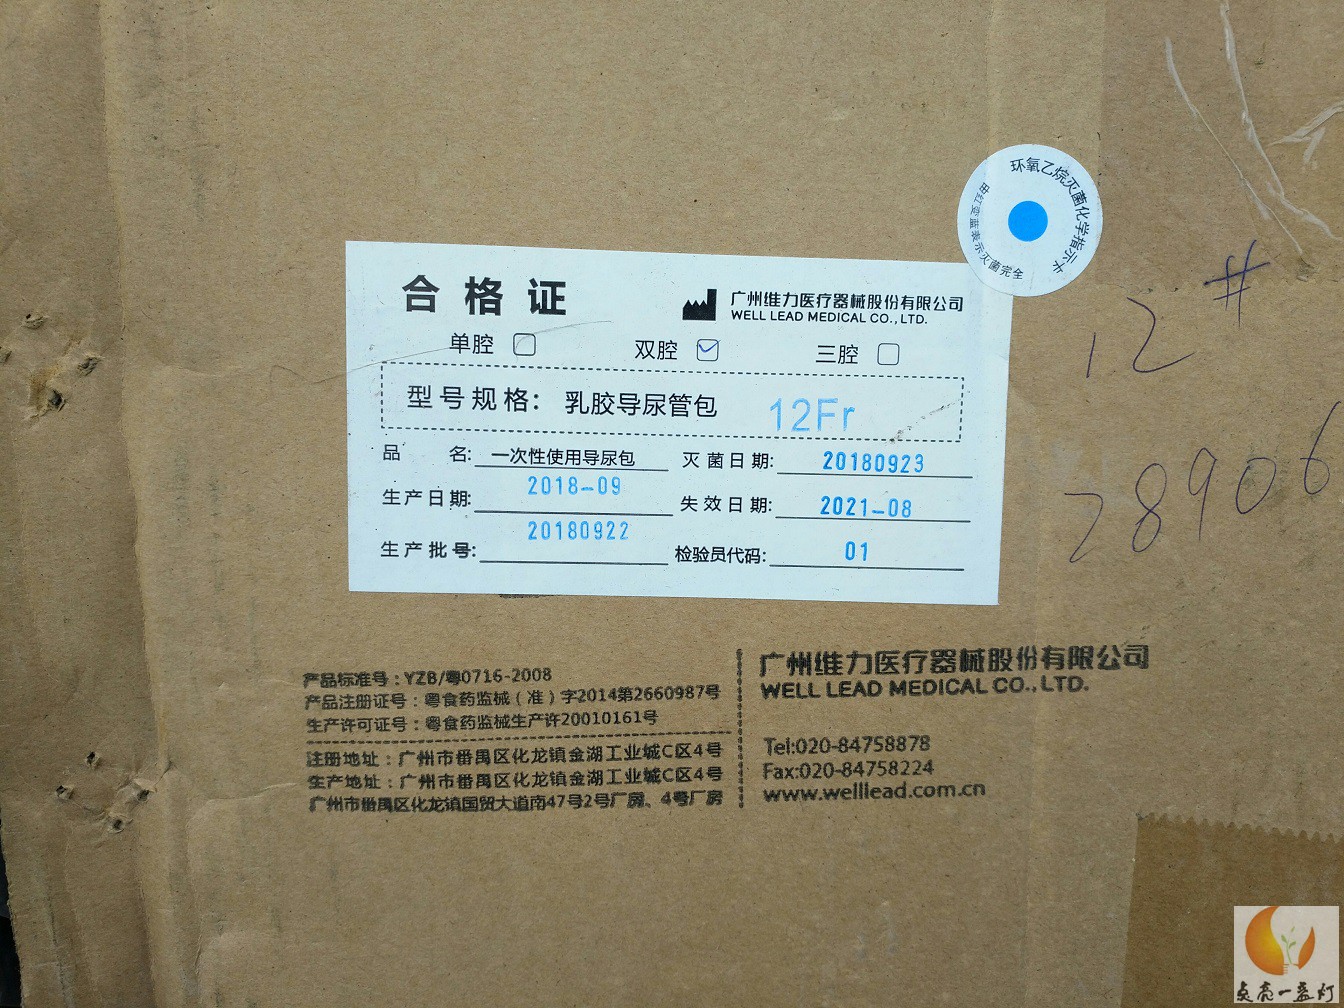 环氧乙烷灭菌化学指示卡
由红变蓝表示灭菌完全
合格证
广州维力医疗器械股份有限公司
WELL LEAD MEDICAL CO.,LTD.
单腔 双腔 三腔
型号规格: 乳胶导尿管包 12Fr
品 名: 一次性使用导尿包 灭菌日期: 20180923
生产日期: 2018-09 失效日期: 2021-08
生产批号: 20180922 检验员代码: 01
12#
28906
产品标准号：YZB/粤0716-2008
产品注册证号：粤食药监械（准）字2014第2660987号
生产许可证号：粤食药监械生产许20010161号
注册地址：广州市番禺区化龙镇金湖工业城C区4号
生产地址：广州市番禺区化龙镇金湖工业城C区4号
广州市番禺区化龙镇国贸大道南47号2号厂房、4号厂房
广州维力医疗器械股份有限公司
WELL LEAD MEDICAL CO.,LTD.
Tel:020-84758878
Fax:020-84758224
www.welllead.com.cn
点亮一盏灯